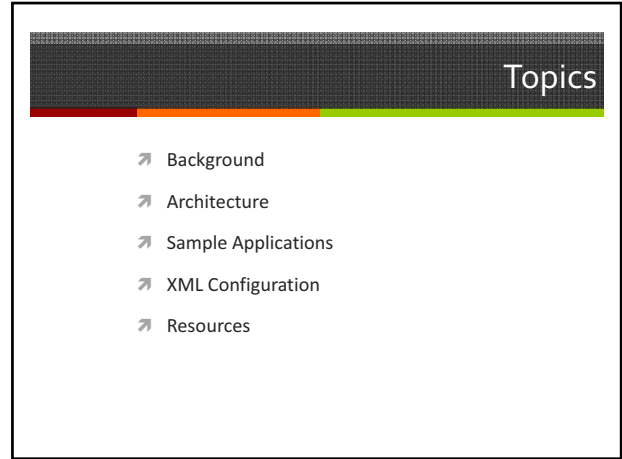 Topics
Background
Architecture
Sample Applications
XML Configuration
Resources